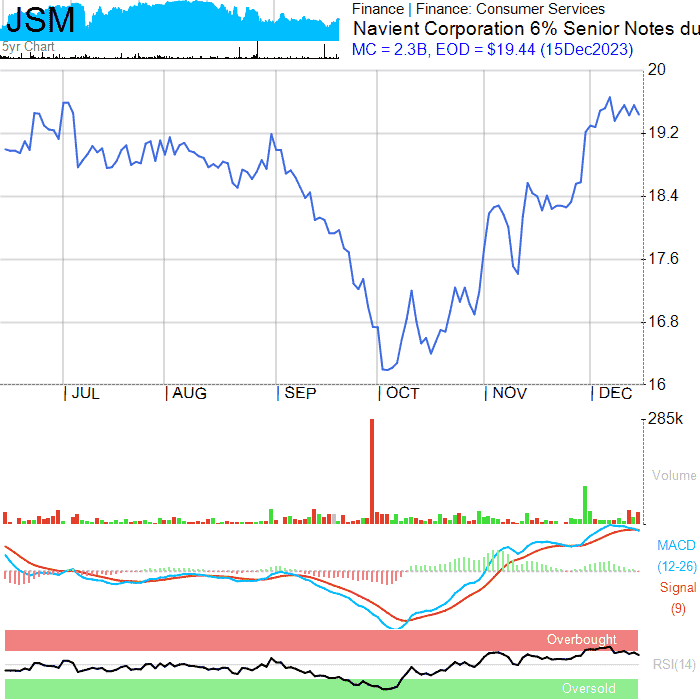 JSM
5yr Chart
Finance | Finance: Consumer Services
Navient Corporation 6% Senior Notes du
MC = 2.3B, EOD = $19.44 (15Dec2023)
20
19.2
18.4
17.6
16.8
16
| JUL | AUG | SEP | OCT | NOV | DEC
285k
Volume
MACD
(12-26)
Signal
(9)
Overbought
RSI(14)
Oversold